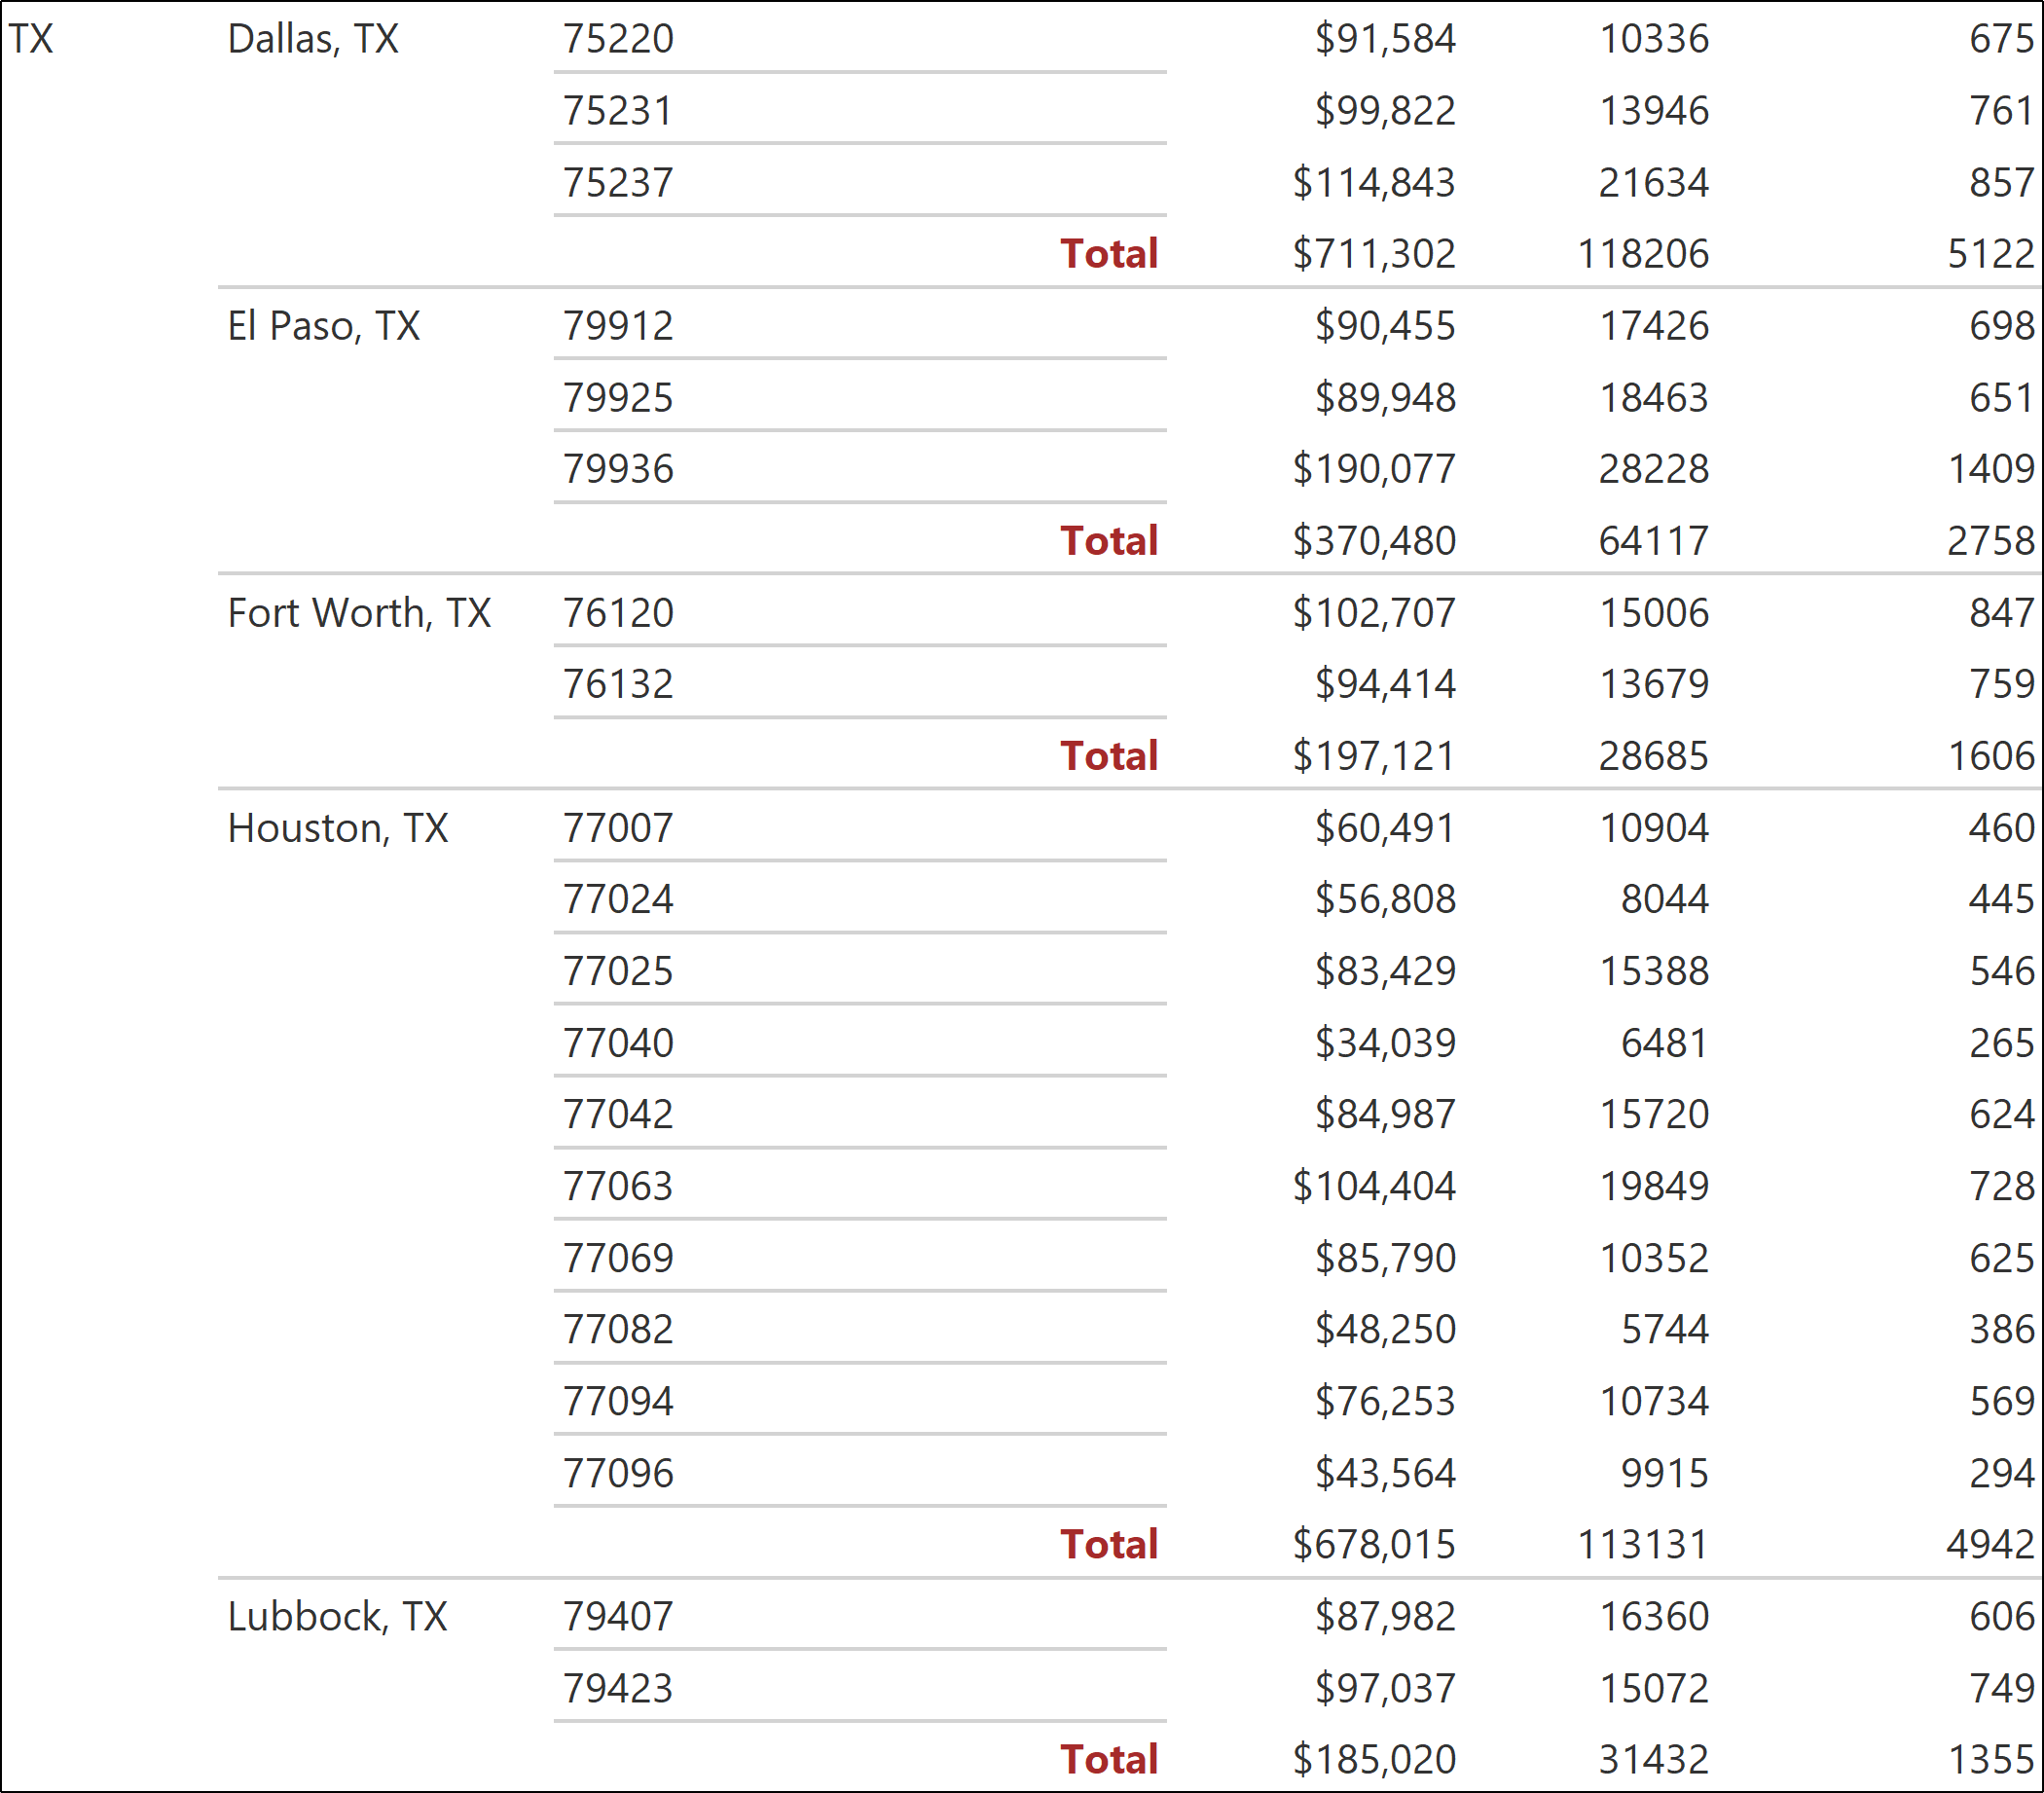 TX Dallas, TX 75220 $91,584 10336 675
75231 $99,822 13946 761
75237 $114,843 21634 857
Total $711,302 118206 5122
El Paso, TX 79912 $90,455 17426 698
79925 $89,948 18463 651
79936 $190,077 28228 1409
Total $370,480 64117 2758
Fort Worth, TX 76120 $102,707 15006 847
76132 $94,414 13679 759
Total $197,121 28685 1606
Houston, TX 77007 $60,491 10904 460
77024 $56,808 8044 445
77025 $83,429 15388 546
77040 $34,039 6481 265
77042 $84,987 15720 624
77063 $104,404 19849 728
77069 $85,790 10352 625
77082 $48,250 5744 386
77094 $76,253 10734 569
77096 $43,564 9915 294
Total $678,015 113131 4942
Lubbock, TX 79407 $87,982 16360 606
79423 $97,037 15072 749
Total $185,020 31432 1355